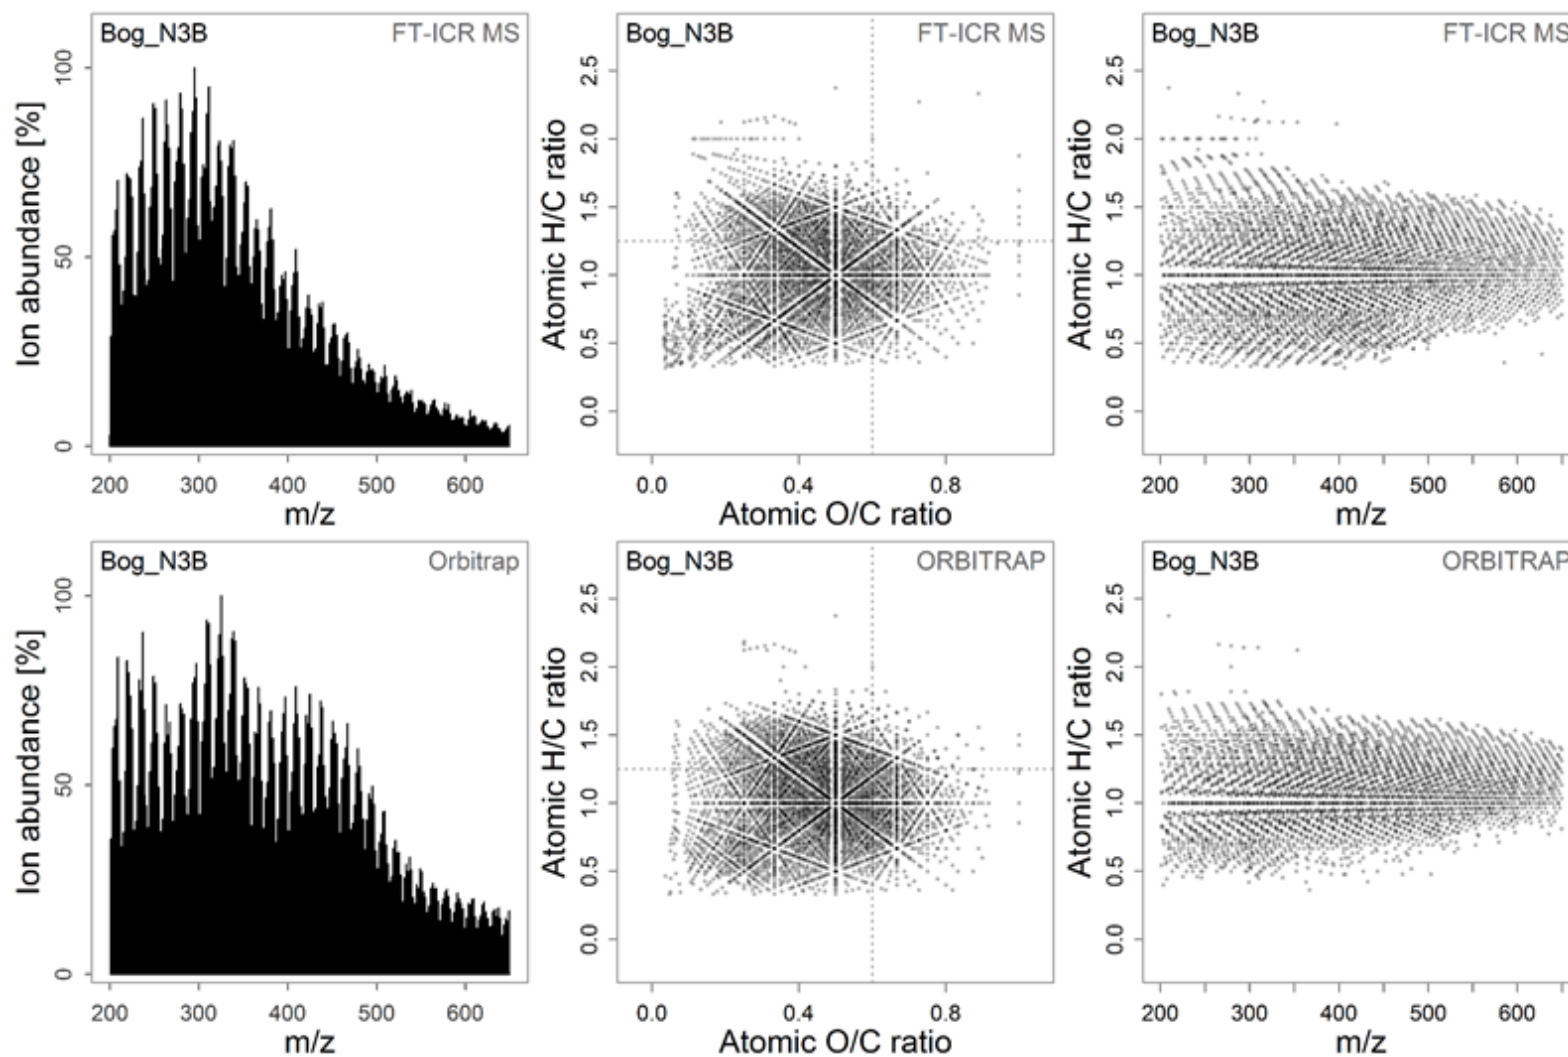 Bog_N3B FT-ICR MS
Ion abundance [%]
0 50 100
200 300 400 500 600
m/z
Bog_N3B FT-ICR MS
Atomic H/C ratio
0.0 0.5 1.0 1.5 2.0 2.5
0.0 0.4 0.8
Atomic O/C ratio
Bog_N3B FT-ICR MS
Atomic H/C ratio
0.0 0.5 1.0 1.5 2.0 2.5
200 300 400 500 600
m/z
Bog_N3B Orbitrap
Ion abundance [%]
0 50 100
200 300 400 500 600
m/z
Bog_N3B ORBITRAP
Atomic H/C ratio
0.0 0.5 1.0 1.5 2.0 2.5
0.0 0.4 0.8
Atomic O/C ratio
Bog_N3B ORBITRAP
Atomic H/C ratio
0.0 0.5 1.0 1.5 2.0 2.5
200 300 400 500 600
m/z